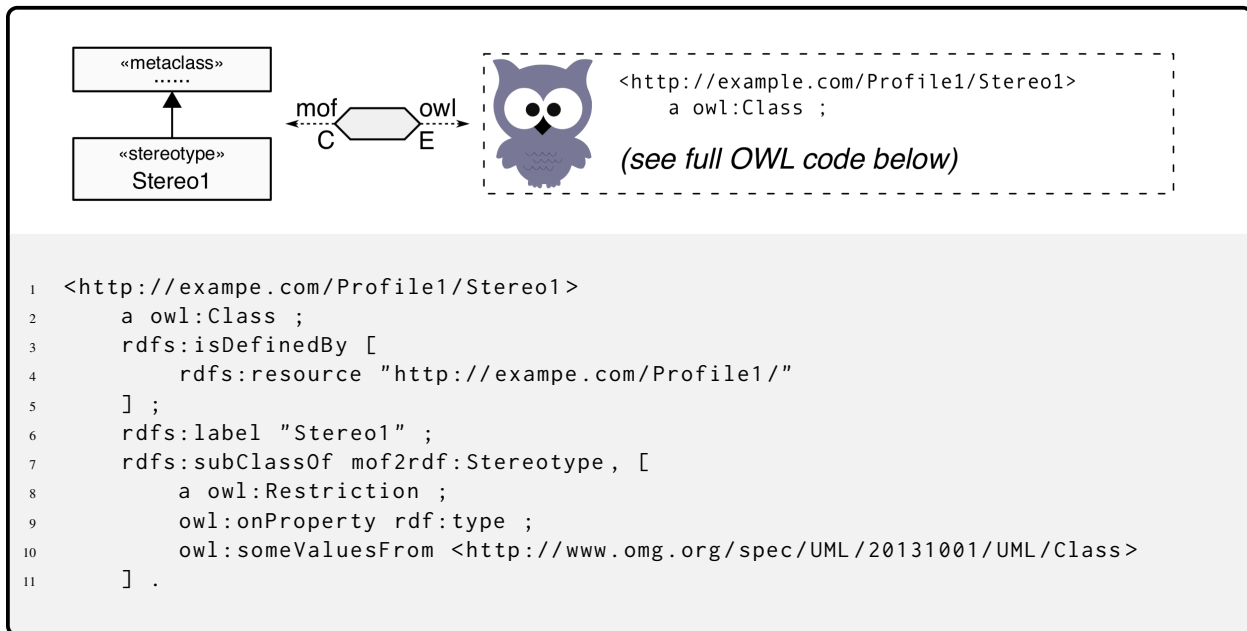 «metaclass»
......
«stereotype»
Stereo1
mof owl
C E
<http://example.com/Profile1/Stereo1>
a owl:Class ;
(see full OWL code below)
1 <http://exampe.com/Profile1/Stereo1>
2 a owl:Class ;
3 rdfs:isDefinedBy [
4 rdfs:resource "http://exampe.com/Profile1/"
5 ] ;
6 rdfs:label "Stereo1" ;
7 rdfs:subClassOf mof2rdf:Stereotype, [
8 a owl:Restriction ;
9 owl:onProperty rdf:type ;
10 owl:someValuesFrom <http://www.omg.org/spec/UML/20131001/UML/Class>
11 ] .